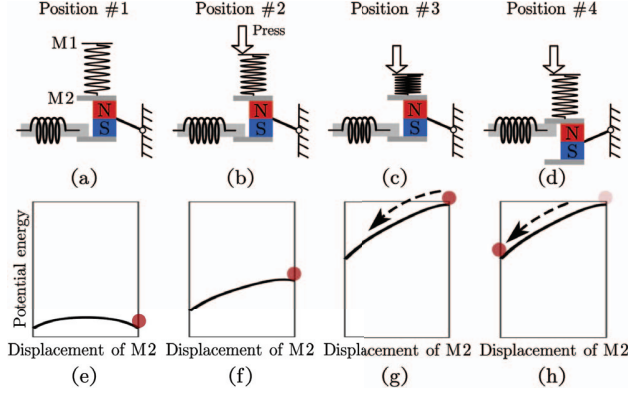 Position #1 Position #2 Position #3 Position #4
M1 Press
M2
N N N N
S S S S
(a) (b) (c) (d)
Potential energy
Displacement of M2 Displacement of M2 Displacement of M2 Displacement of M2
(e) (f) (g) (h)